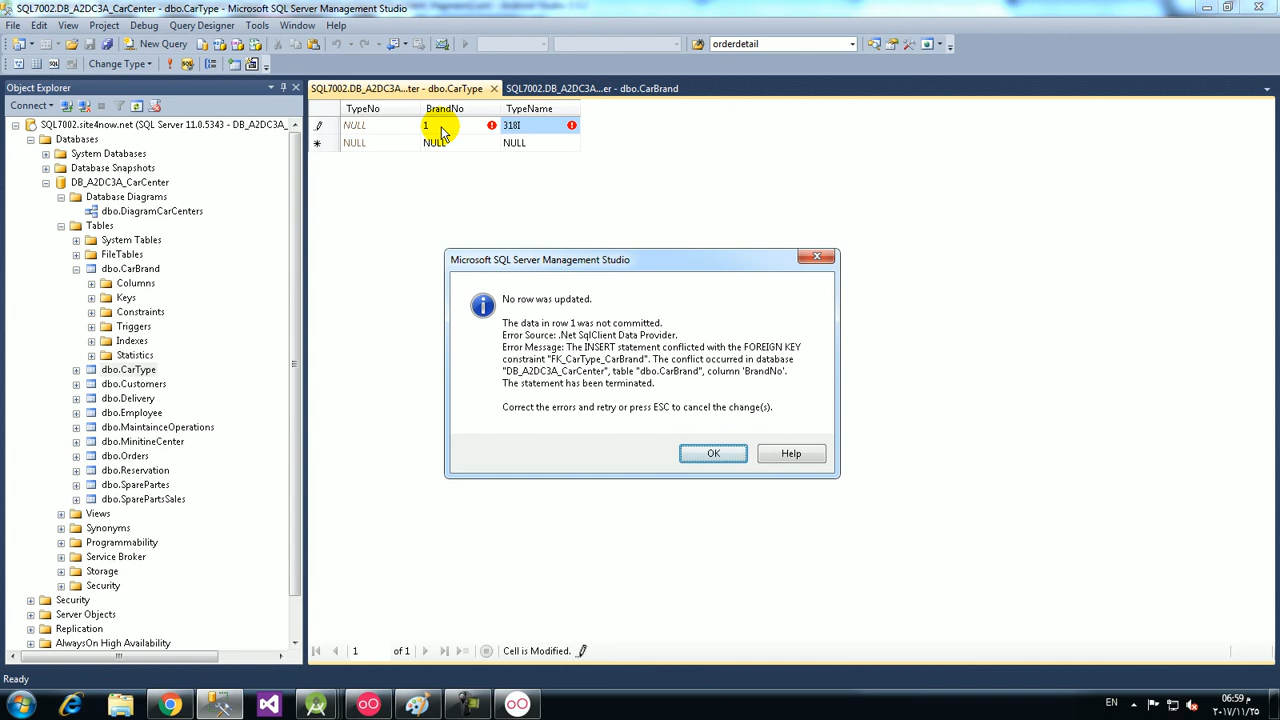 SQL7002.DB_A2DC3A_CarCenter - dbo.CarType - Microsoft SQL Server Management Studio
File Edit View Project Debug Query Designer Tools Window Help
New Query orderdetail
Change Type
Object Explorer
Connect
SQL7002.site4now.net (SQL Server 11.0.5343 - DB_A2DC3A_
Databases
System Databases
Database Snapshots
DB_A2DC3A_CarCenter
Database Diagrams
dbo.DiagramCarCenters
Tables
System Tables
FileTables
dbo.CarBrand
Columns
Keys
Constraints
Triggers
Indexes
Statistics
dbo.CarType
dbo.Customers
dbo.Delivery
dbo.Employee
dbo.MaintainceOperations
dbo.MinitineCenter
dbo.Orders
dbo.Reservation
dbo.SparePartes
dbo.SparePartsSales
Views
Synonyms
Programmability
Service Broker
Storage
Security
Security
Server Objects
Replication
AlwaysOn High Availability
SQL7002.DB_A2DC3A...ter - dbo.CarType SQL7002.DB_A2DC3A...er - dbo.CarBrand
TypeNo BrandNo TypeName
NULL 1 318I
NULL NULL NULL
Microsoft SQL Server Management Studio
No row was updated.
The data in row 1 was not committed.
Error Source: .Net SqlClient Data Provider.
Error Message: The INSERT statement conflicted with the FOREIGN KEY
constraint "FK_CarType_CarBrand". The conflict occurred in database
"DB_A2DC3A_CarCenter", table "dbo.CarBrand", column 'BrandNo'.
The statement has been terminated.
Correct the errors and retry or press ESC to cancel the change(s).
OK Help
1 of 1 Cell is Modified.
Ready
EN
06:59 م
٢٠١٧/١١/٢٥